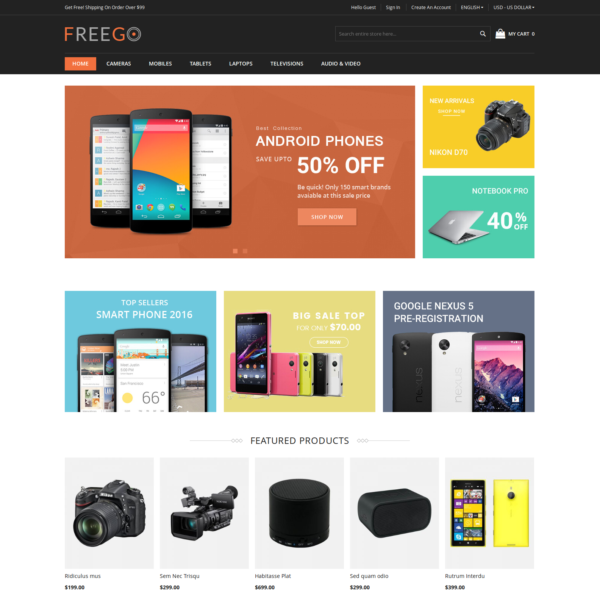 Get Free! Shipping On Order Over $99
Hello Guest
Sign In
Create An Account
ENGLISH
USD - US DOLLAR
FREEGO
Search entire store here...
MY CART 0
HOME
CAMERAS
MOBILES
TABLETS
LAPTOPS
TELEVISIONS
AUDIO & VIDEO
Best Collection
ANDROID PHONES
SAVE UPTO 50% OFF
Be quick! Only 150 smart brands
avaiable at this sale price
SHOP NOW
NEW ARRIVALS
SHOP NOW
NIKON D70
NOTEBOOK PRO
40% OFF
TOP SELLERS
SMART PHONE 2016
66°
BIG SALE TOP
FOR ONLY $70.00
SHOP NOW
GOOGLE NEXUS 5
PRE-REGISTRATION
nexus
nexus
FEATURED PRODUCTS
Nikon
Ridiculus mus
Sem Nec Trisqu
Habitasse Plat
Sed quam odio
Rutrum Interdu
$199.00
$299.00
$699.00
$299.00
$399.00